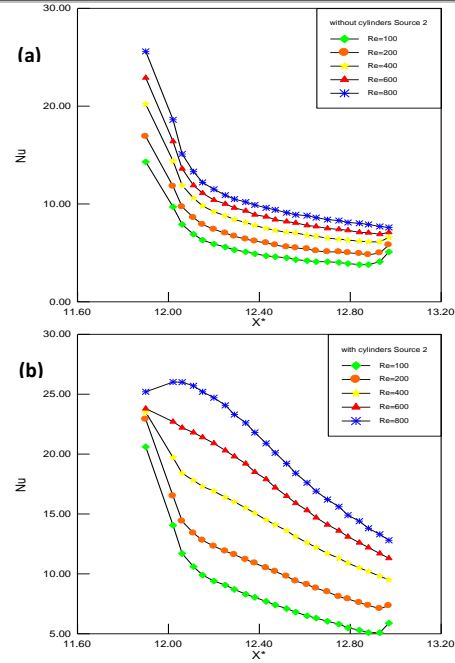 (a)
30.00
20.00
10.00
0.00
Nu
without cylinders Source 2
Re=100
Re=200
Re=400
Re=600
Re=800
11.60
12.00
12.40
12.80
13.20
X*
(b)
30.00
25.00
20.00
15.00
10.00
5.00
Nu
with cylinders Source 2
Re=100
Re=200
Re=400
Re=600
Re=800
11.60
12.00
12.40
12.80
13.20
X*